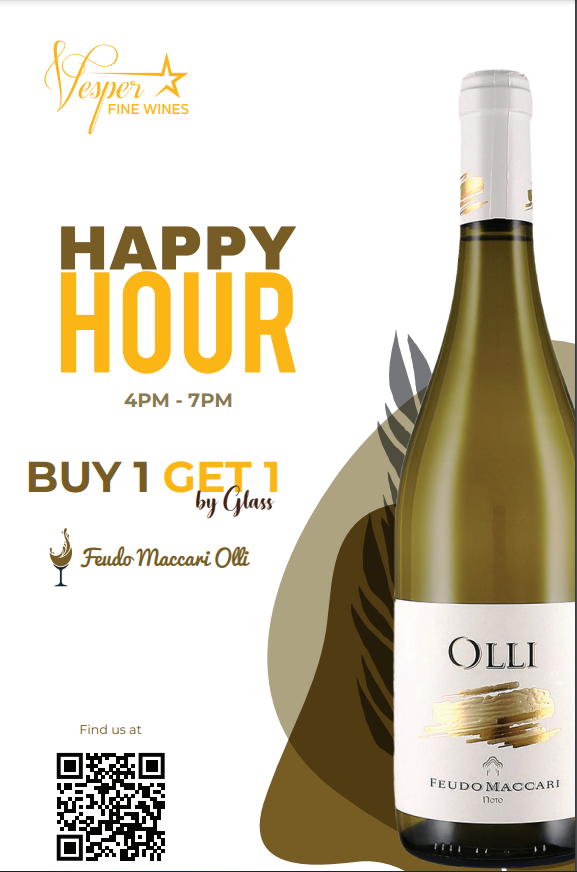 Vesper
FINE WINES
HAPPY
HOUR
4PM - 7PM
BUY 1 GET 1
by Glass
Feudo Maccari Olli
OLLI
FEUDO MACCARI
NOTO
Find us at